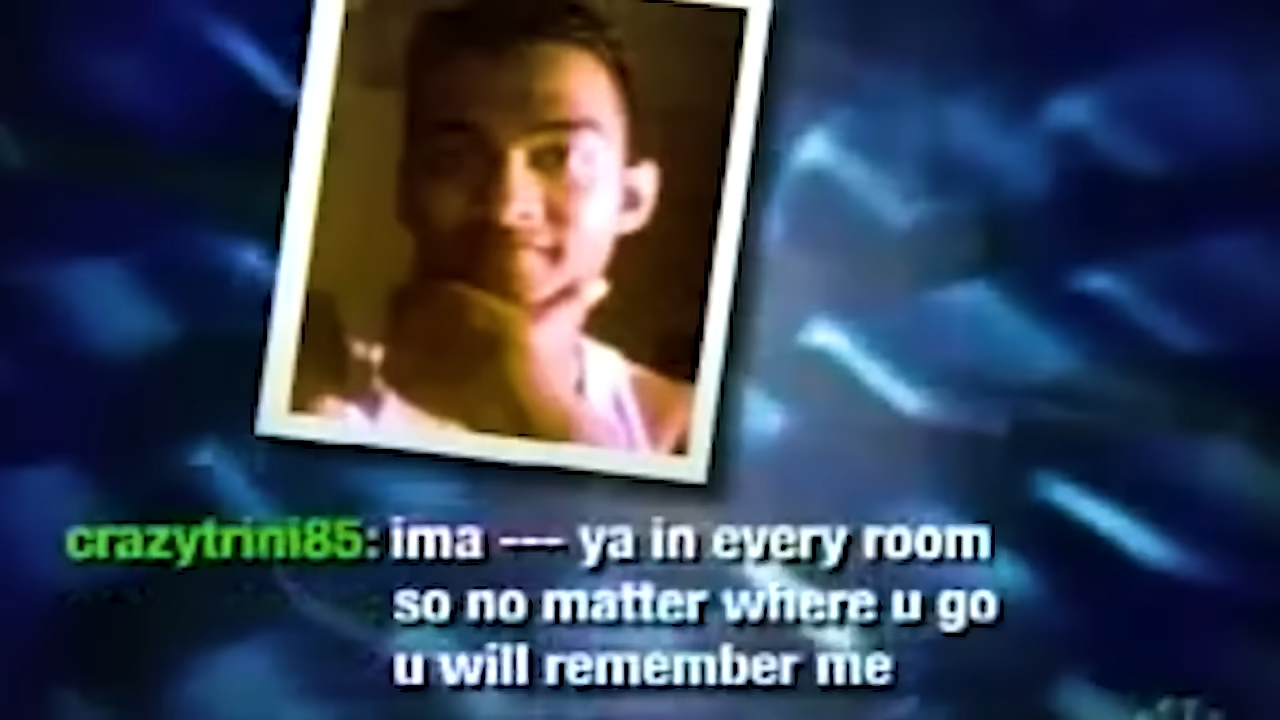 crazytrini85: ima --- ya in every room
so no matter where u go
u will remember me